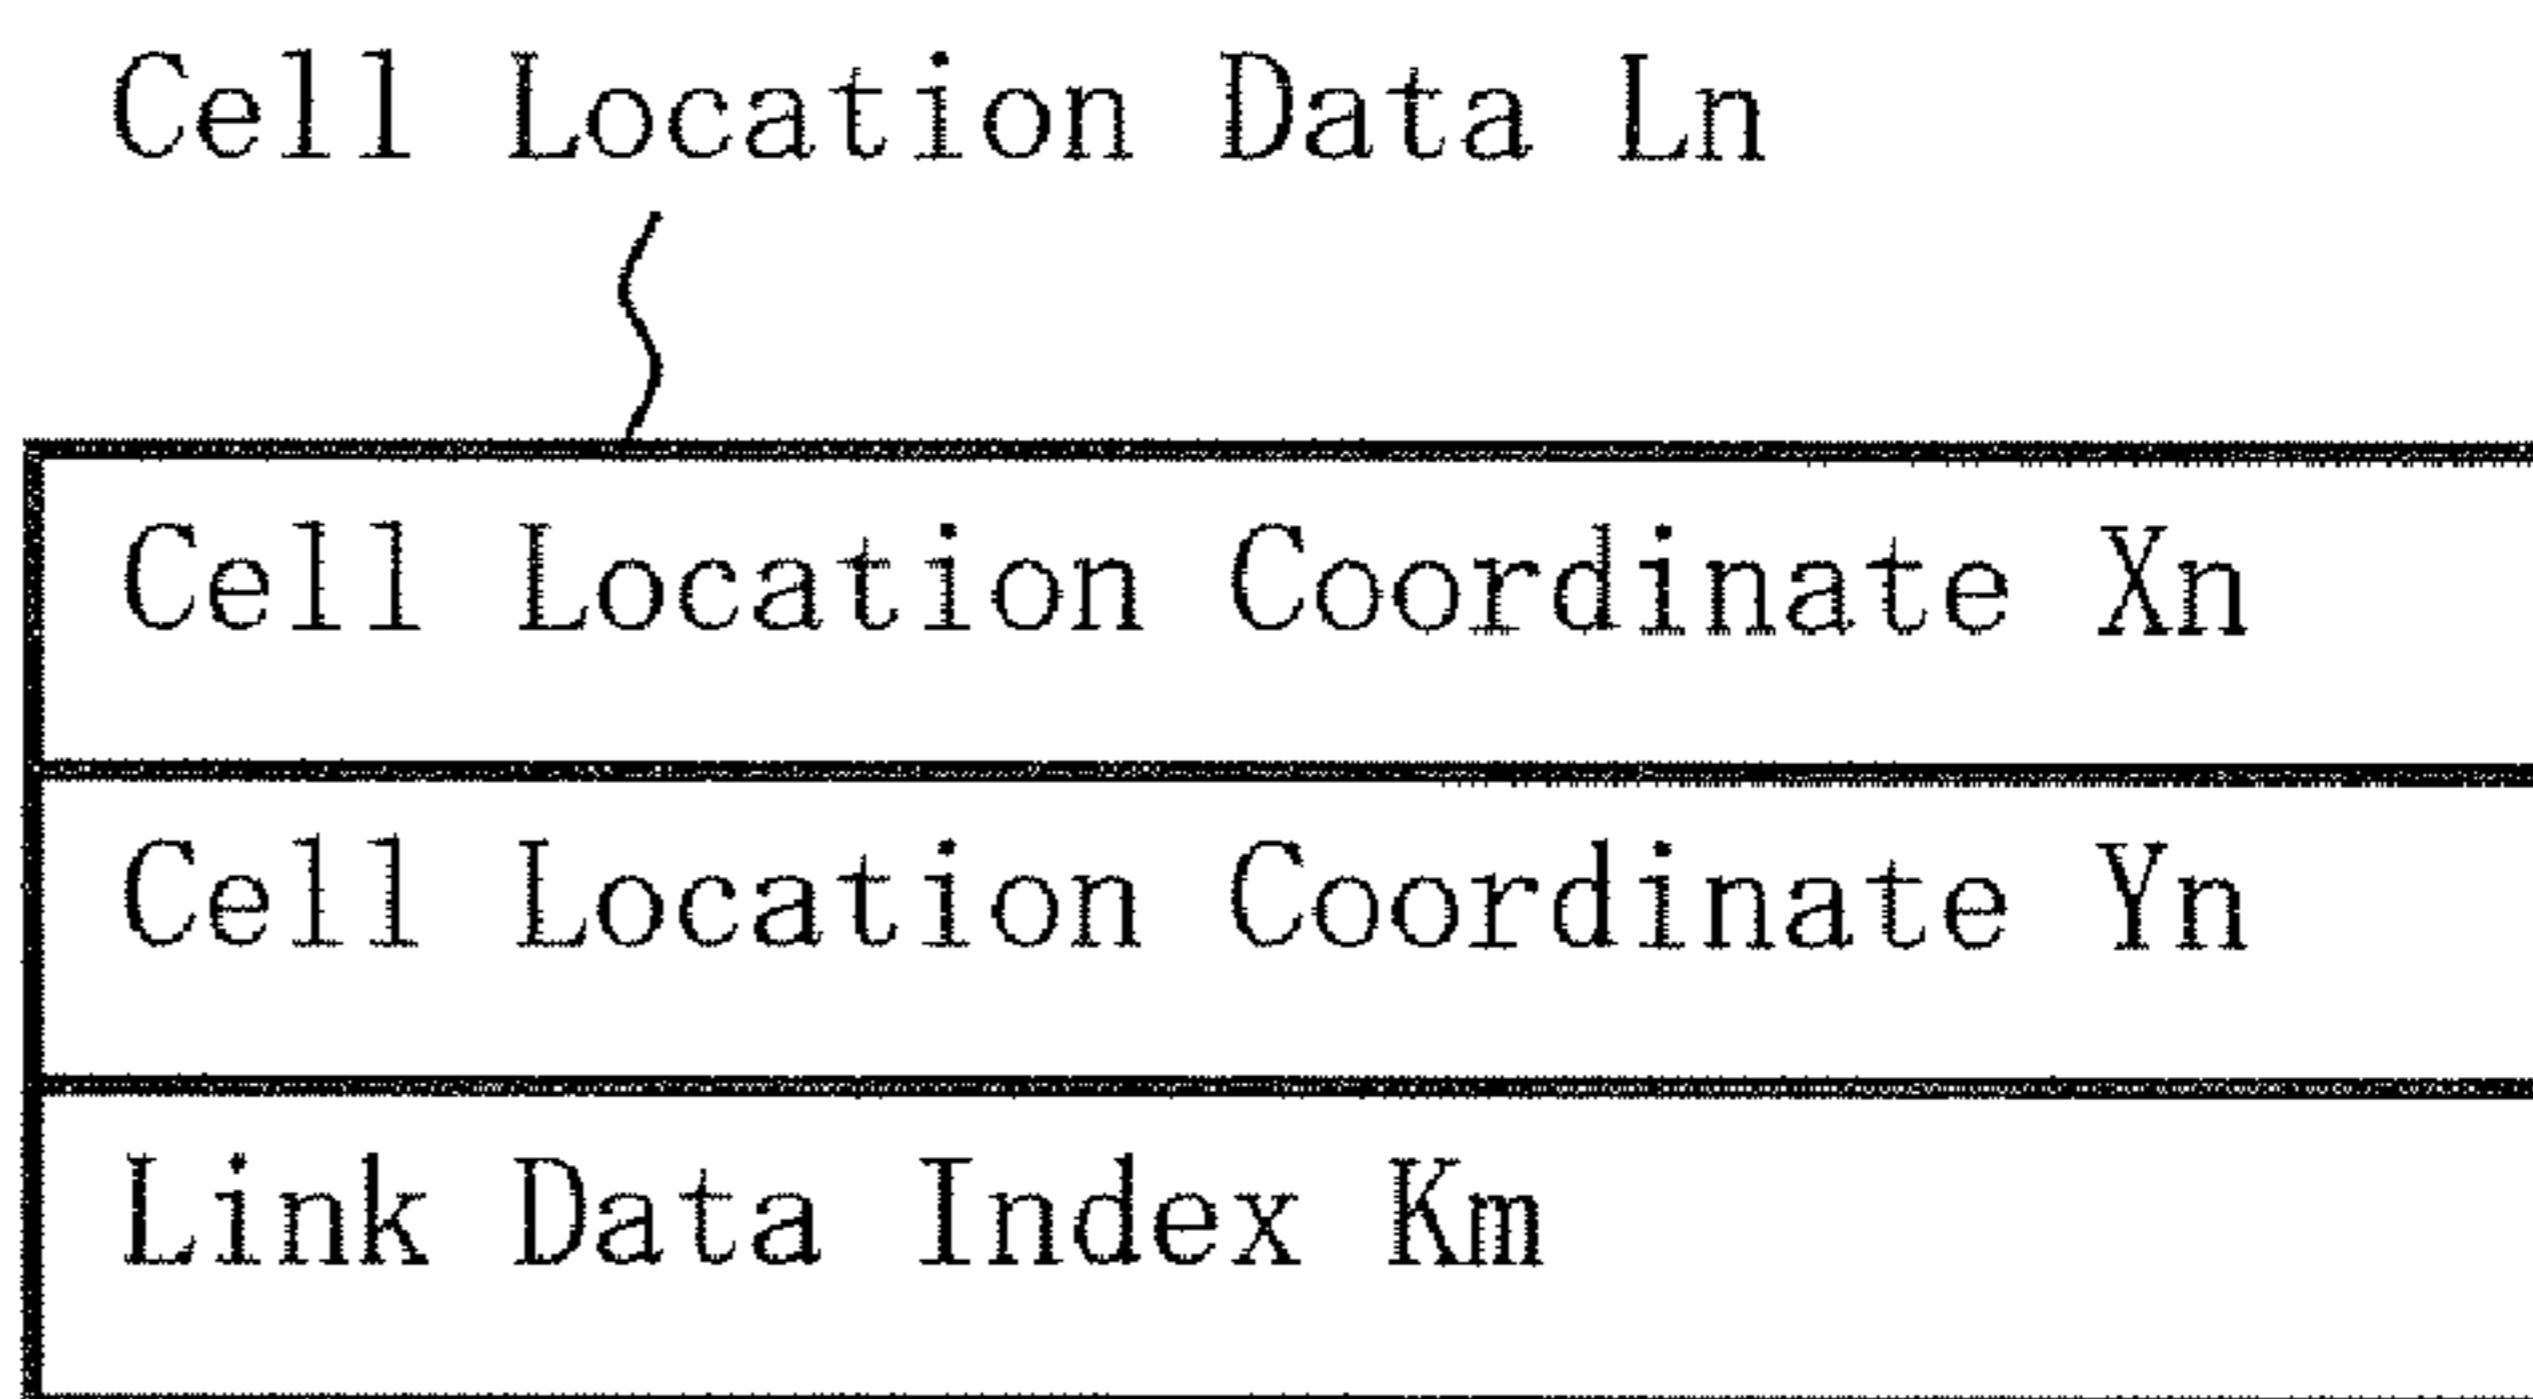 Cell Location Data Ln
Cell Location Coordinate Xn
Cell Location Coordinate Yn
Link Data Index Km